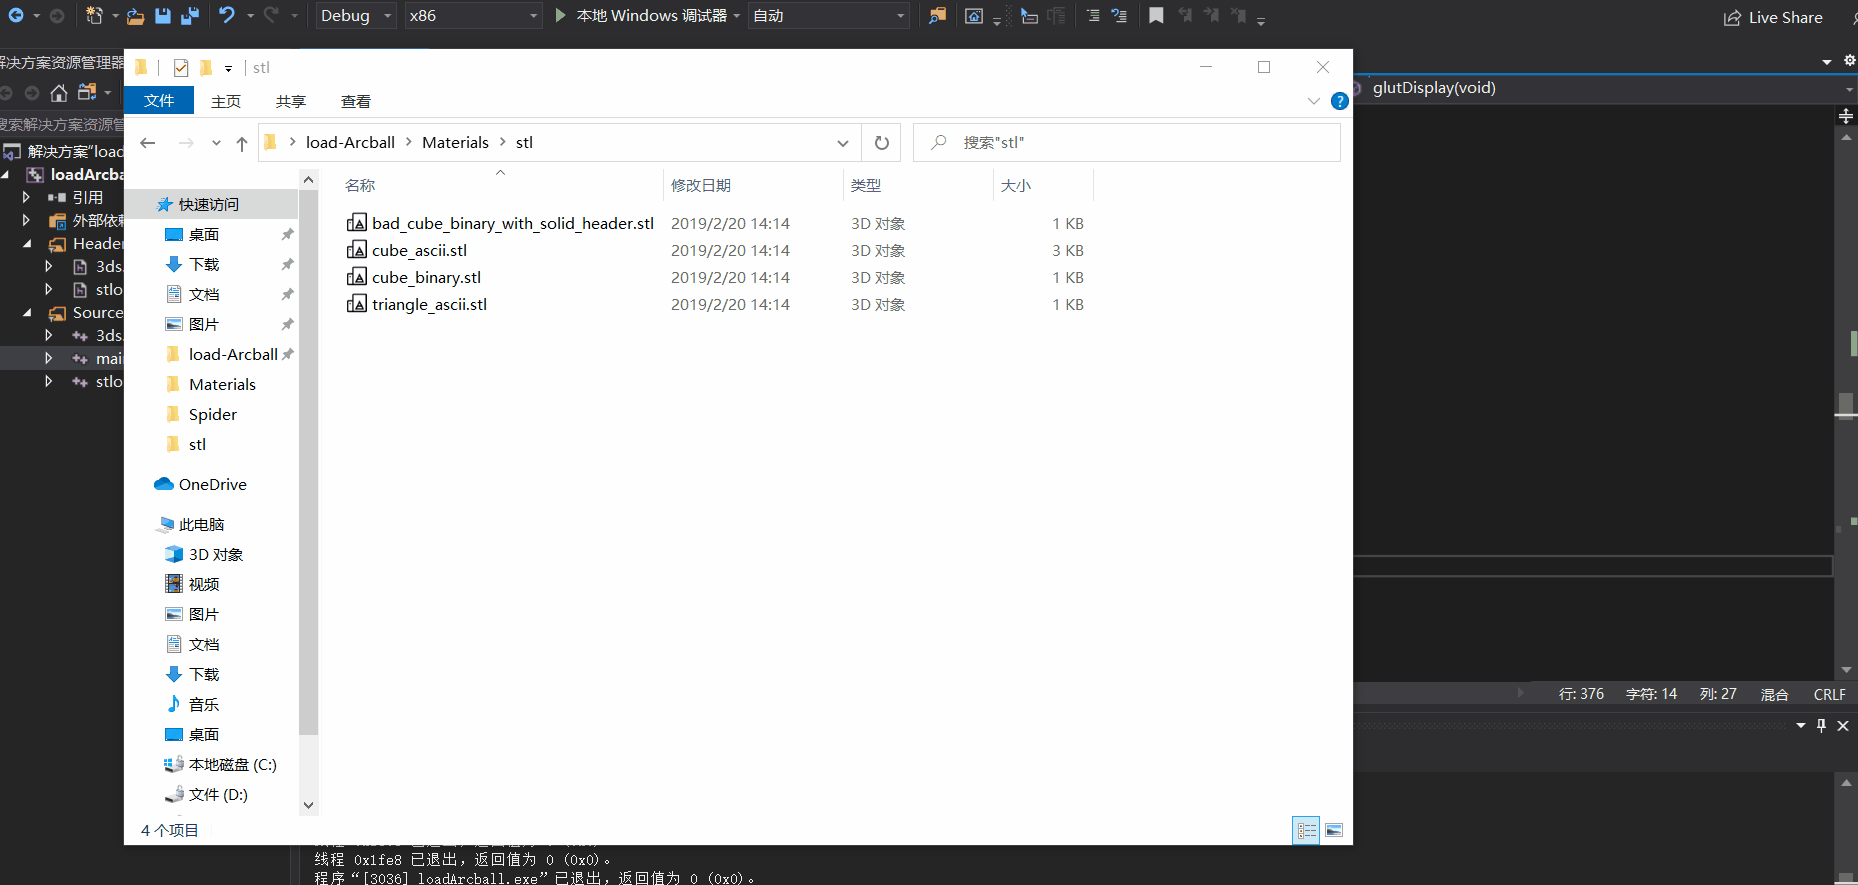 Debug
x86
本地 Windows 调试器
自动
Live Share
解决方案资源管理器
stl
文件
主页
共享
查看
glutDisplay(void)
搜索解决方案资源管
load-Arcball
Materials
stl
搜索"stl"
解决方案"load
loadArcba
引用
外部依赖
Header
3ds.
stlo
Source
3ds.
mai
stlo
名称
修改日期
类型
大小
bad_cube_binary_with_solid_header.stl 2019/2/20 14:14 3D 对象 1 KB
cube_ascii.stl 2019/2/20 14:14 3D 对象 3 KB
cube_binary.stl 2019/2/20 14:14 3D 对象 1 KB
triangle_ascii.stl 2019/2/20 14:14 3D 对象 1 KB
快速访问
桌面
下载
文档
图片
load-Arcball
Materials
Spider
stl
OneDrive
此电脑
3D 对象
视频
图片
文档
下载
音乐
桌面
本地磁盘 (C:)
文件 (D:)
4 个项目
行: 376 字符: 14 列: 27 混合 CRLF
线程 0x1fe8 已退出，返回值为 0 (0x0)。
程序“[3036] loadArcball.exe”已退出，返回值为 0 (0x0)。